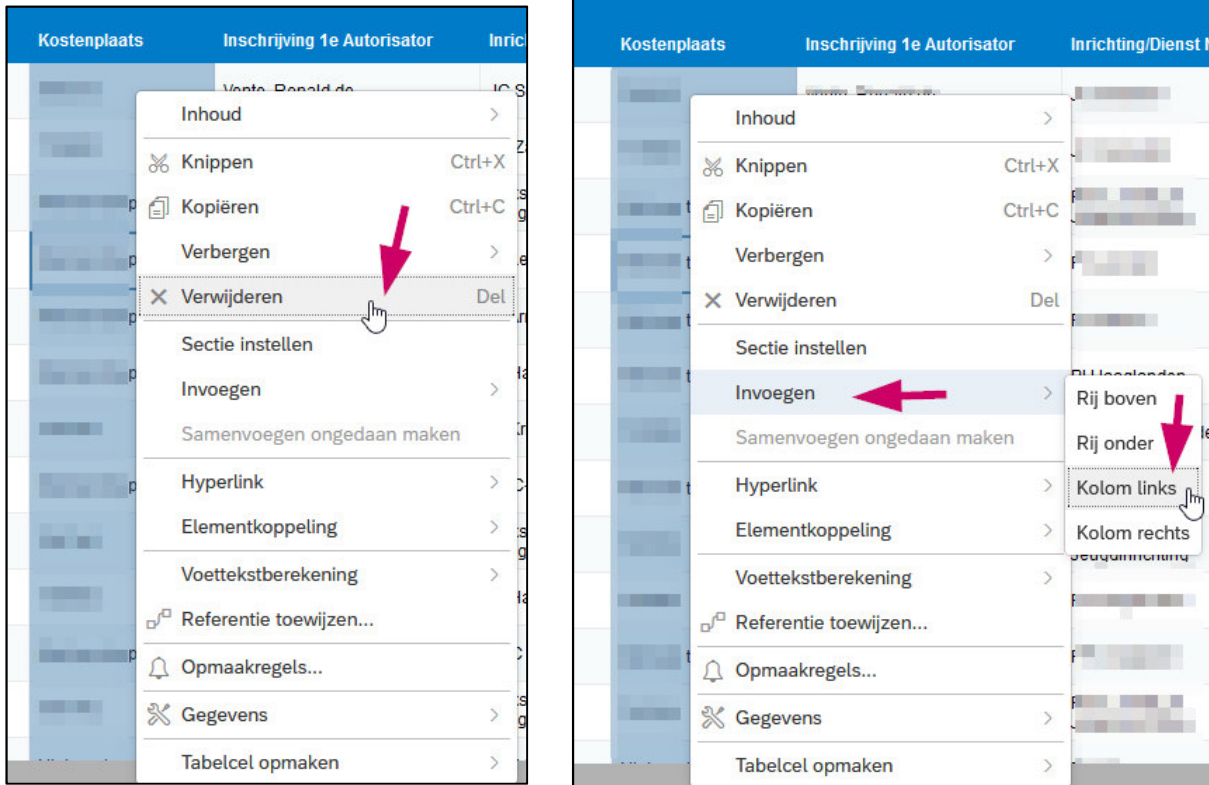 Kostenplaats Inschrijving 1e Autorisator
Vente, Ronald de
Inhoud
Knippen Ctrl+X
Kopiëren Ctrl+C
Verbergen
Verwijderen Del
Sectie instellen
Invoegen
Samenvoegen ongedaan maken
Hyperlink
Elementkoppeling
Voettekstberekening
Referentie toewijzen...
Opmaakregels...
Gegevens
Tabelcel opmaken
Kostenplaats Inschrijving 1e Autorisator Inrichting/Dienst
Inhoud
Knippen Ctrl+X
Kopiëren Ctrl+C
Verbergen
Verwijderen Del
Sectie instellen
Invoegen
Samenvoegen ongedaan maken
Hyperlink
Elementkoppeling
Voettekstberekening
Referentie toewijzen...
Opmaakregels...
Gegevens
Tabelcel opmaken
Rij boven
Rij onder
Kolom links
Kolom rechts